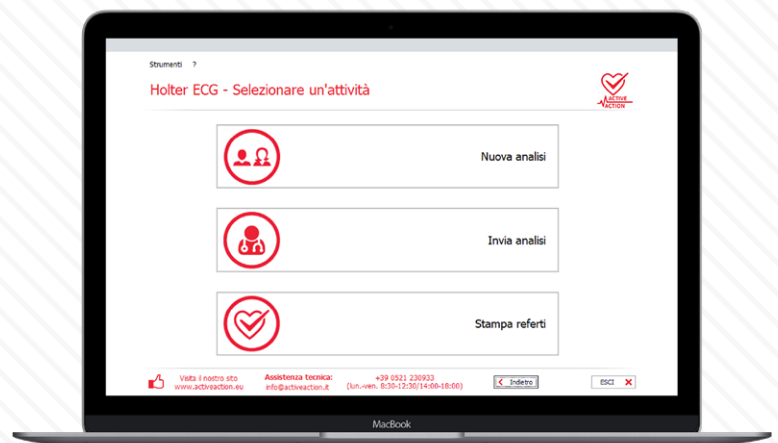 Strumenti ?
Holter ECG - Selezionare un'attività
ACTIVE
ACTION
Nuova analisi
Invia analisi
Stampa referti
Visita il nostro sito
www.activeaction.eu
Assistenza tecnica:
info@activeaction.it
+39 0521 230933
(lun.-ven. 8:30-12:30/14:00-18:00)
Indietro
ESCI
MacBook